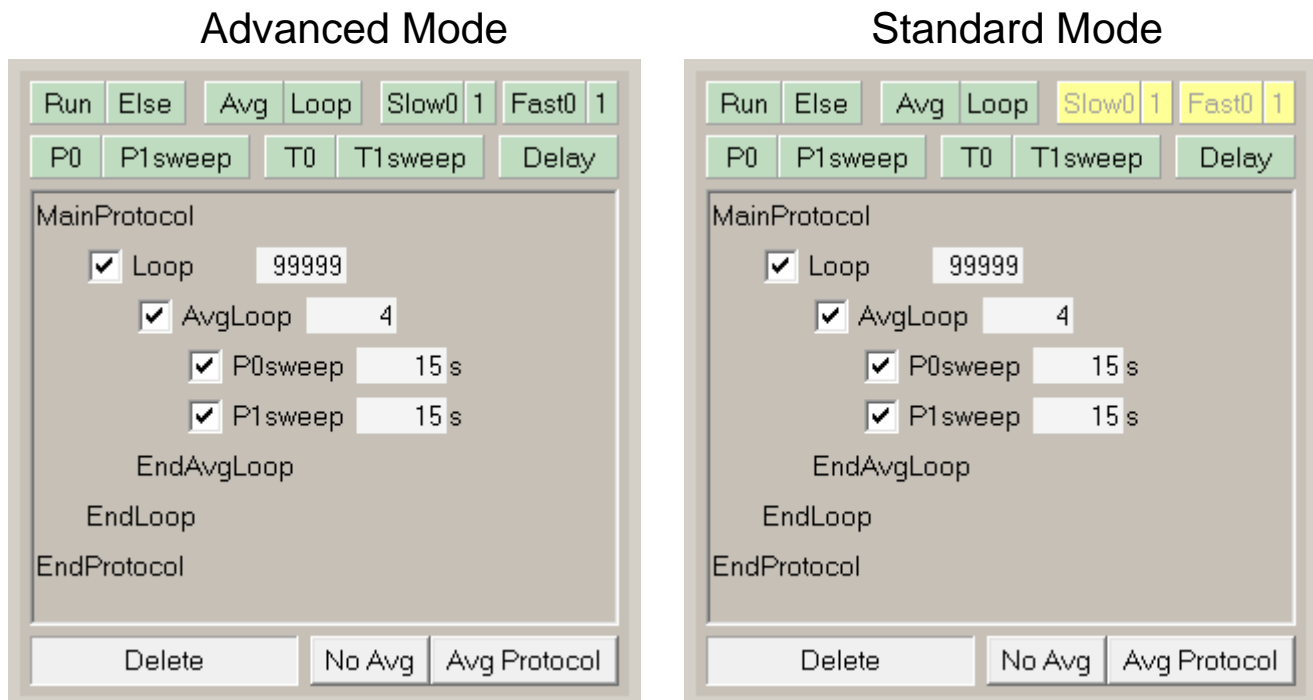 Advanced Mode
Run Else Avg Loop Slow0 1 Fast0 1
P0 P1sweep T0 T1sweep Delay
MainProtocol
Loop 99999
AvgLoop 4
P0sweep 15 s
P1sweep 15 s
EndAvgLoop
EndLoop
EndProtocol
Delete No Avg Avg Protocol
Standard Mode
Run Else Avg Loop Slow0 1 Fast0 1
P0 P1sweep T0 T1sweep Delay
MainProtocol
Loop 99999
AvgLoop 4
P0sweep 15 s
P1sweep 15 s
EndAvgLoop
EndLoop
EndProtocol
Delete No Avg Avg Protocol